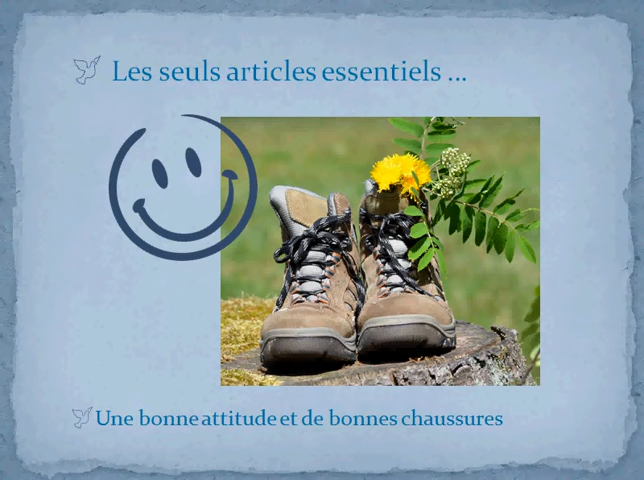 Les seuls articles essentiels ...
Une bonne attitude et de bonnes chaussures